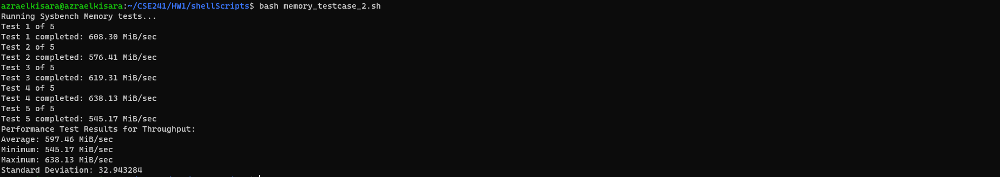 azraelkisara@azraelkisara:~/CSE241/HW1/shellScripts$ bash memory_testcase_2.sh
Running Sysbench Memory tests...
Test 1 of 5
Test 1 completed: 608.30 MiB/sec
Test 2 of 5
Test 2 completed: 576.41 MiB/sec
Test 3 of 5
Test 3 completed: 619.31 MiB/sec
Test 4 of 5
Test 4 completed: 638.13 MiB/sec
Test 5 of 5
Test 5 completed: 545.17 MiB/sec
Performance Test Results for Throughput:
Average: 597.46 MiB/sec
Minimum: 545.17 MiB/sec
Maximum: 638.13 MiB/sec
Standard Deviation: 32.943284